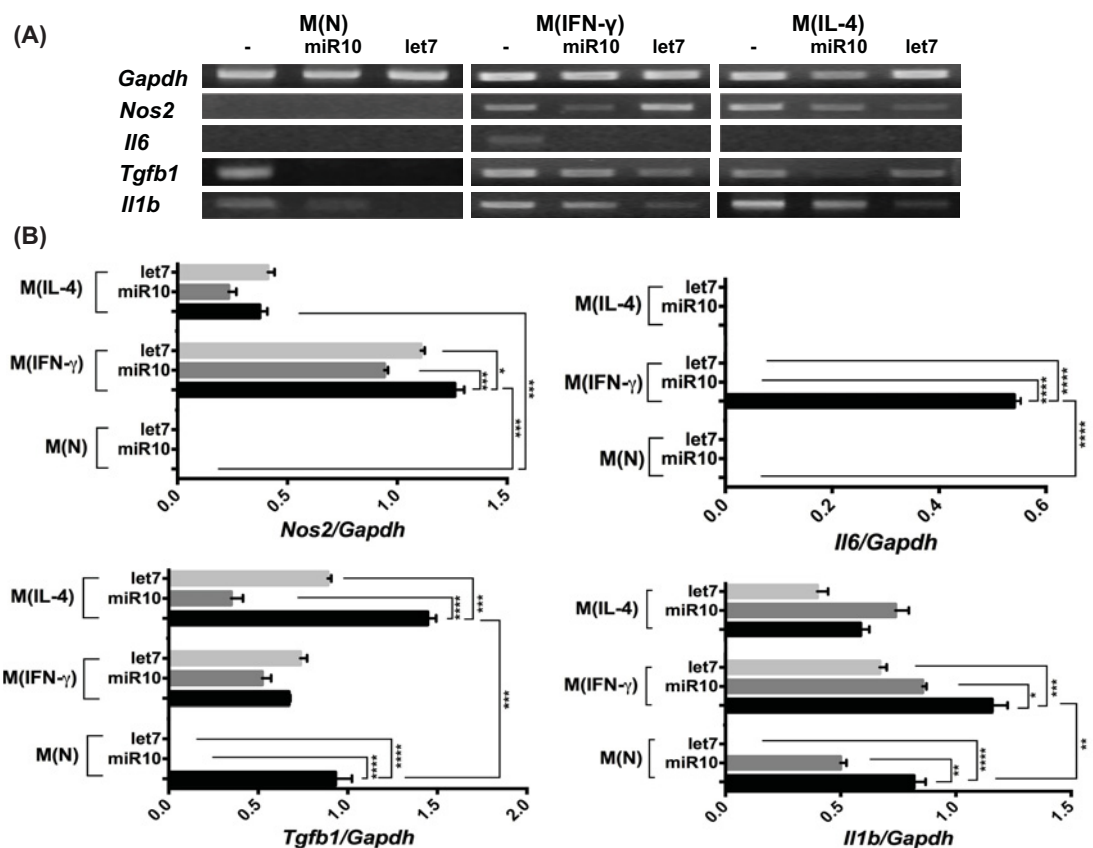 (A)
M(N) M(IFN-γ) M(IL-4)
- miR10 let7 - miR10 let7 - miR10 let7
Gapdh
Nos2
Il6
Tgfb1
Il1b
(B)
M(IL-4) let7
miR10
M(IFN-γ) let7
miR10
M(N) let7
miR10
*** * *** ***
0.0 0.5 1.0 1.5
Nos2/Gapdh
M(IL-4) let7
miR10
M(IFN-γ) let7
miR10
M(N) let7
miR10
**** **** ****
0.0 0.2 0.4 0.6
Il6/Gapdh
M(IL-4) let7
miR10
M(IFN-γ) let7
miR10
M(N) let7
miR10
**** *** *** **** ****
0.0 0.5 1.0 1.5 2.0
Tgfb1/Gapdh
M(IL-4) let7
miR10
M(IFN-γ) let7
miR10
M(N) let7
miR10
* *** ** ** ****
0.0 0.5 1.0 1.5
Il1b/Gapdh